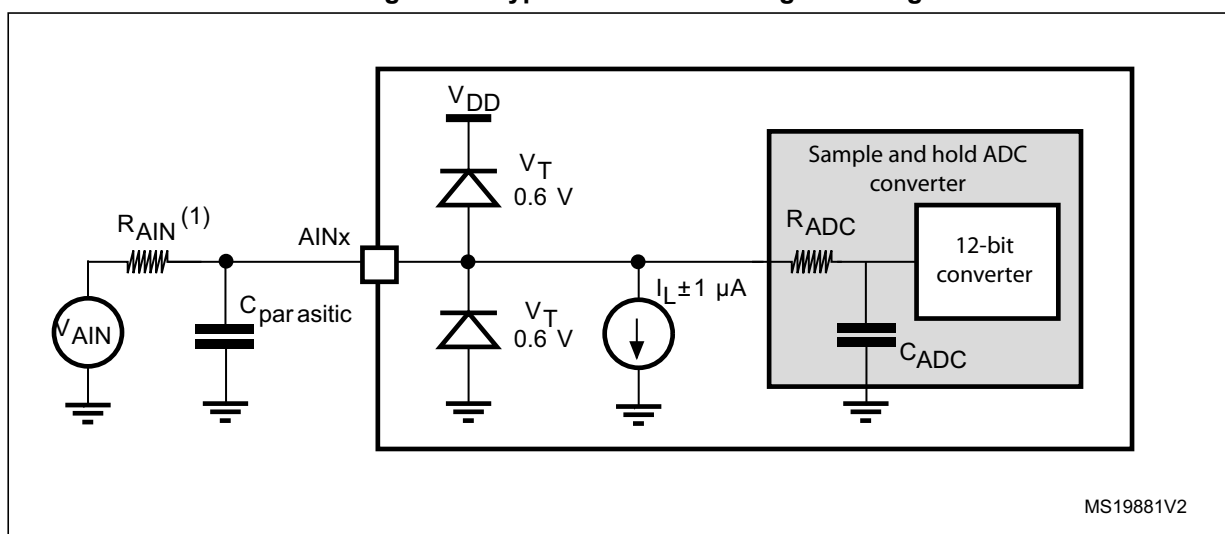 V_DD
V_T
0.6 V
Sample and hold ADC
converter
R_AIN (1)
AINx
R_ADC
12-bit
converter
I_L ±1 µA
V_AIN
C_parasitic
V_T
0.6 V
C_ADC
MS19881V2